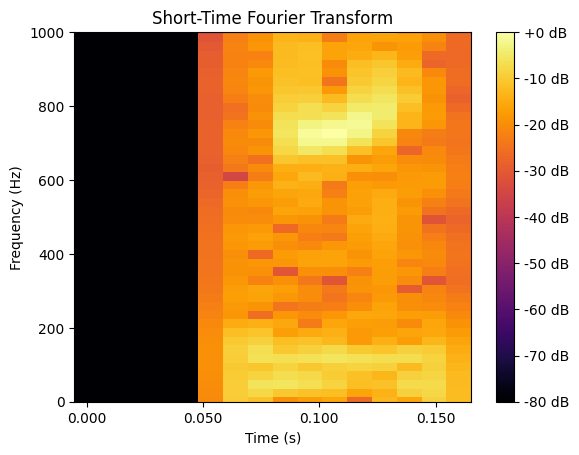 Short-Time Fourier Transform
1000
800
600
400
200
0
Frequency (Hz)
0.000
0.050
0.100
0.150
Time (s)
+0 dB
-10 dB
-20 dB
-30 dB
-40 dB
-50 dB
-60 dB
-70 dB
-80 dB